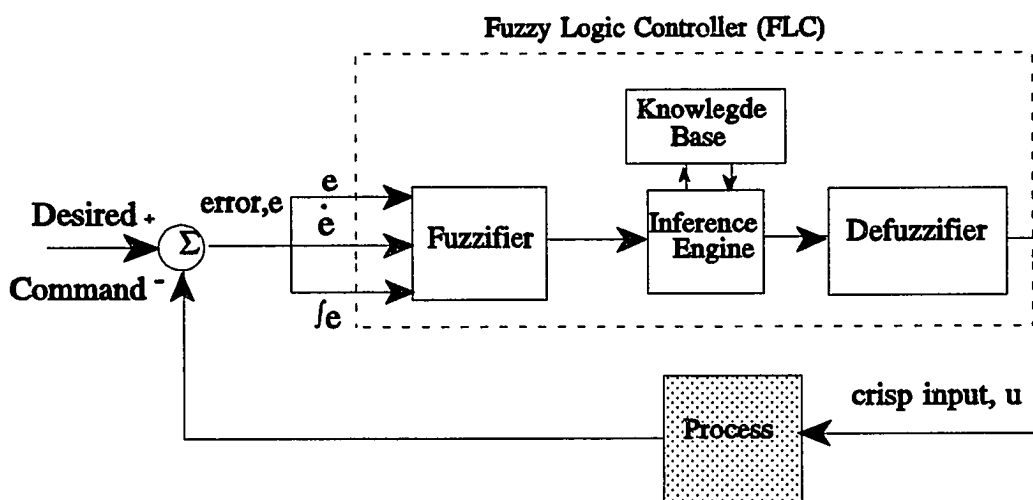 Fuzzy Logic Controller (FLC)
Knowlegde
Base
Desired +
error,e
e
ė
Σ
Fuzzifier
Inference
Engine
Defuzzifier
Command -
∫e
crisp input, u
Process